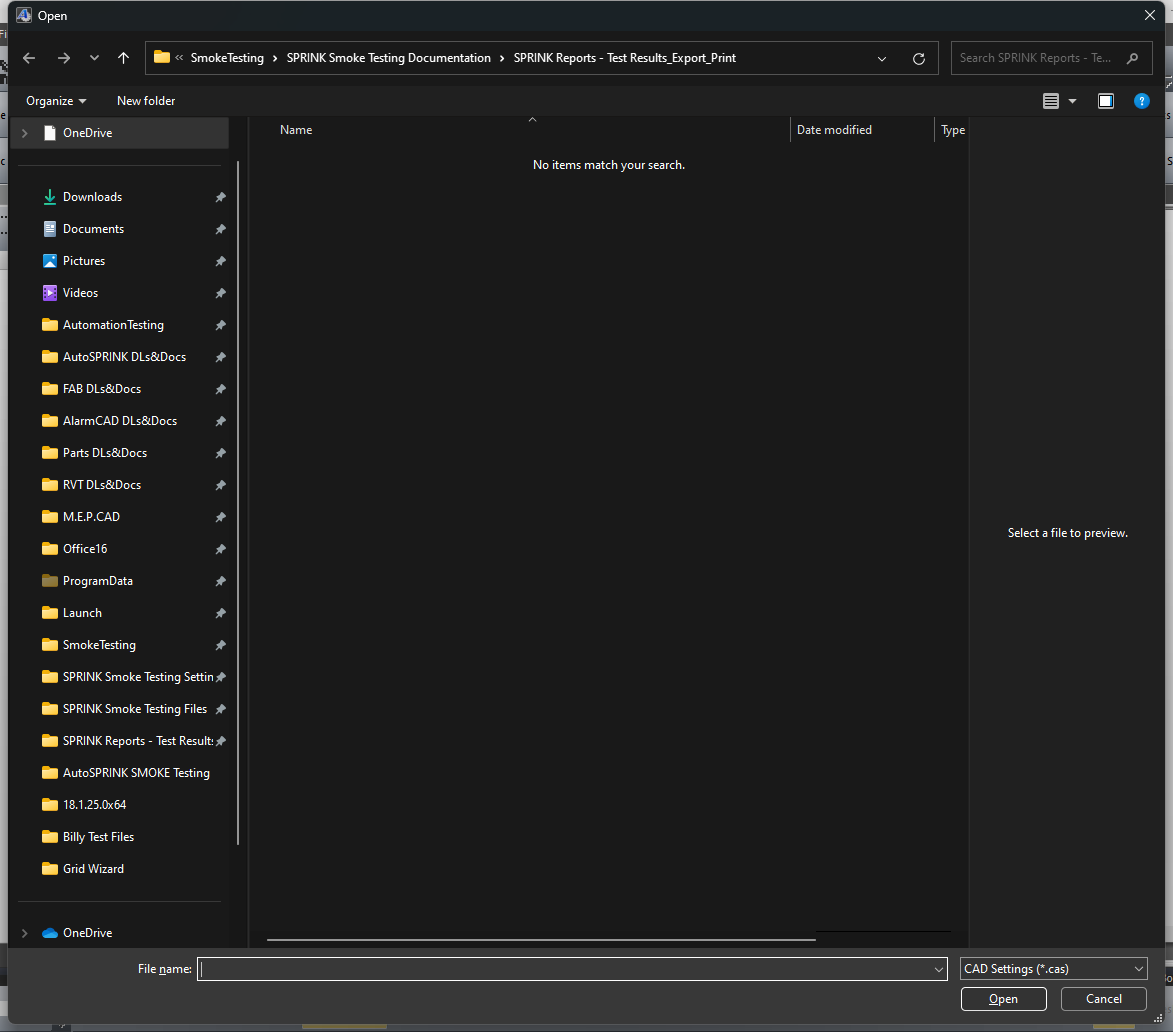 Open
« SmokeTesting › SPRINK Smoke Testing Documentation › SPRINK Reports - Test Results_Export_Print
Search SPRINK Reports - Te...
Organize
New folder
OneDrive
Name
Date modified
Type
No items match your search.
Downloads
Documents
Pictures
Videos
AutomationTesting
AutoSPRINK DLs&Docs
FAB DLs&Docs
AlarmCAD DLs&Docs
Parts DLs&Docs
RVT DLs&Docs
M.E.P.CAD
Office16
ProgramData
Launch
SmokeTesting
SPRINK Smoke Testing Settin
SPRINK Smoke Testing Files
SPRINK Reports - Test Result
AutoSPRINK SMOKE Testing
18.1.25.0x64
Billy Test Files
Grid Wizard
OneDrive
Select a file to preview.
File name:
CAD Settings (*.cas)
Open
Cancel